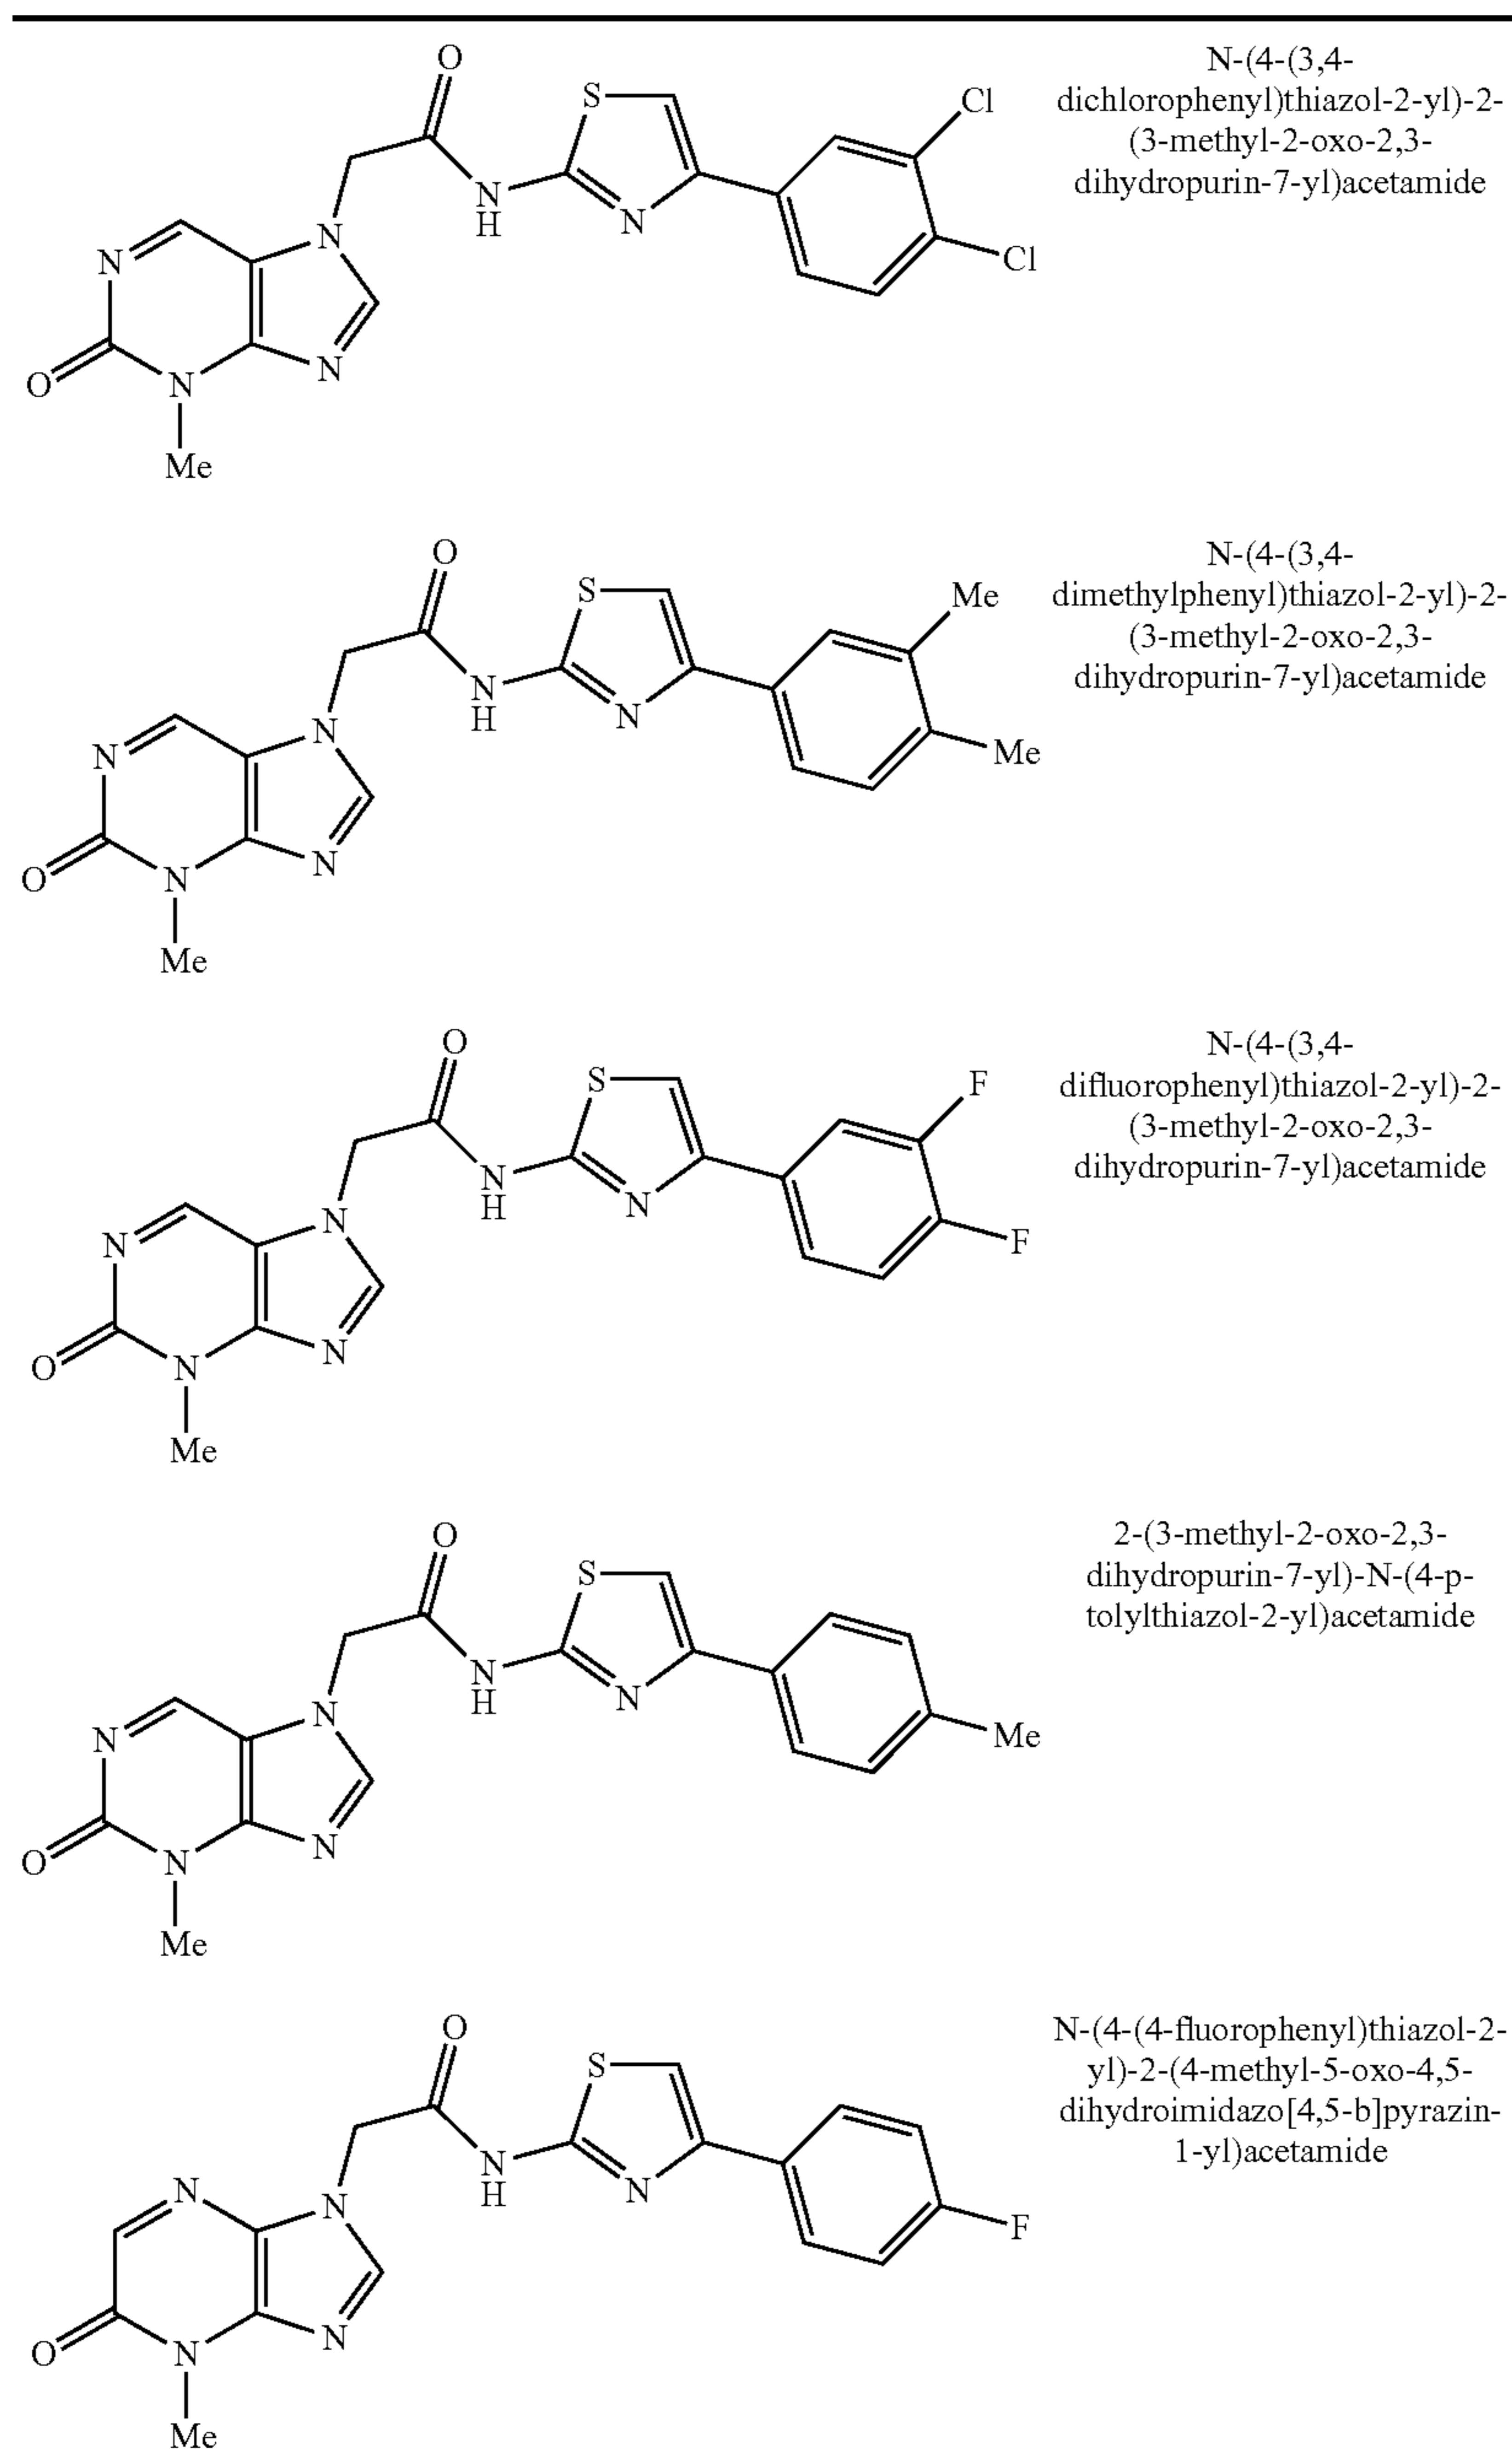 N-(4-(3,4-
dichlorophenyl)thiazol-2-yl)-2-
(3-methyl-2-oxo-2,3-
dihydropurin-7-yl)acetamide
O
S
Cl
N
H
N
Cl
N
N
N
O
N
Me
N-(4-(3,4-
dimethylphenyl)thiazol-2-yl)-2-
(3-methyl-2-oxo-2,3-
dihydropurin-7-yl)acetamide
O
S
Me
N
H
N
Me
N
N
N
O
N
Me
N-(4-(3,4-
difluorophenyl)thiazol-2-yl)-2-
(3-methyl-2-oxo-2,3-
dihydropurin-7-yl)acetamide
O
S
F
N
H
N
F
N
N
N
O
N
Me
2-(3-methyl-2-oxo-2,3-
dihydropurin-7-yl)-N-(4-p-
tolylthiazol-2-yl)acetamide
O
S
N
H
N
Me
N
N
N
O
N
Me
N-(4-(4-fluorophenyl)thiazol-2-
yl)-2-(4-methyl-5-oxo-4,5-
dihydroimidazo[4,5-b]pyrazin-
1-yl)acetamide
O
S
N
H
N
F
N
N
N
O
N
Me